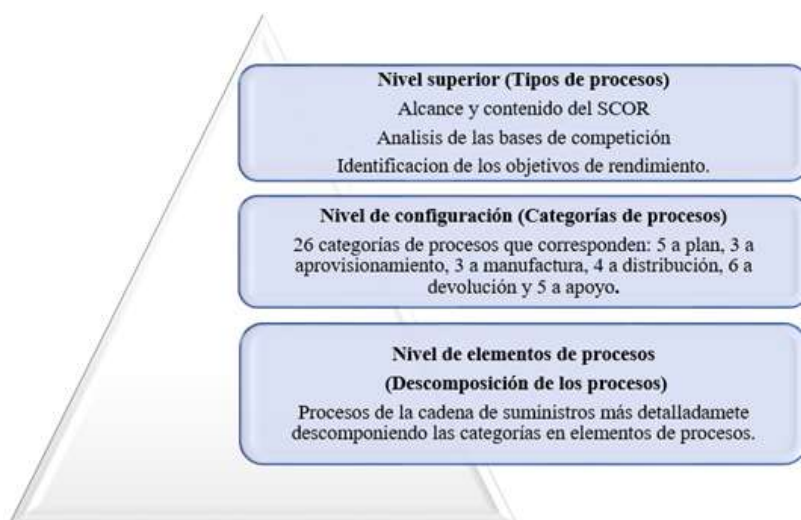 Nivel superior (Tipos de procesos)
Alcance y contenido del SCOR
Analisis de las bases de competición
Identificacion de los objetivos de rendimiento.
Nivel de configuración (Categorías de procesos)
26 categorías de procesos que corresponden: 5 a plan, 3 a
aprovisionamiento, 3 a manufactura, 4 a distribución, 6 a
devolución y 5 a apoyo.
Nivel de elementos de procesos
(Descomposición de los procesos)
Procesos de la cadena de suministros más detalladamete
descomponiendo las categorías en elementos de procesos.